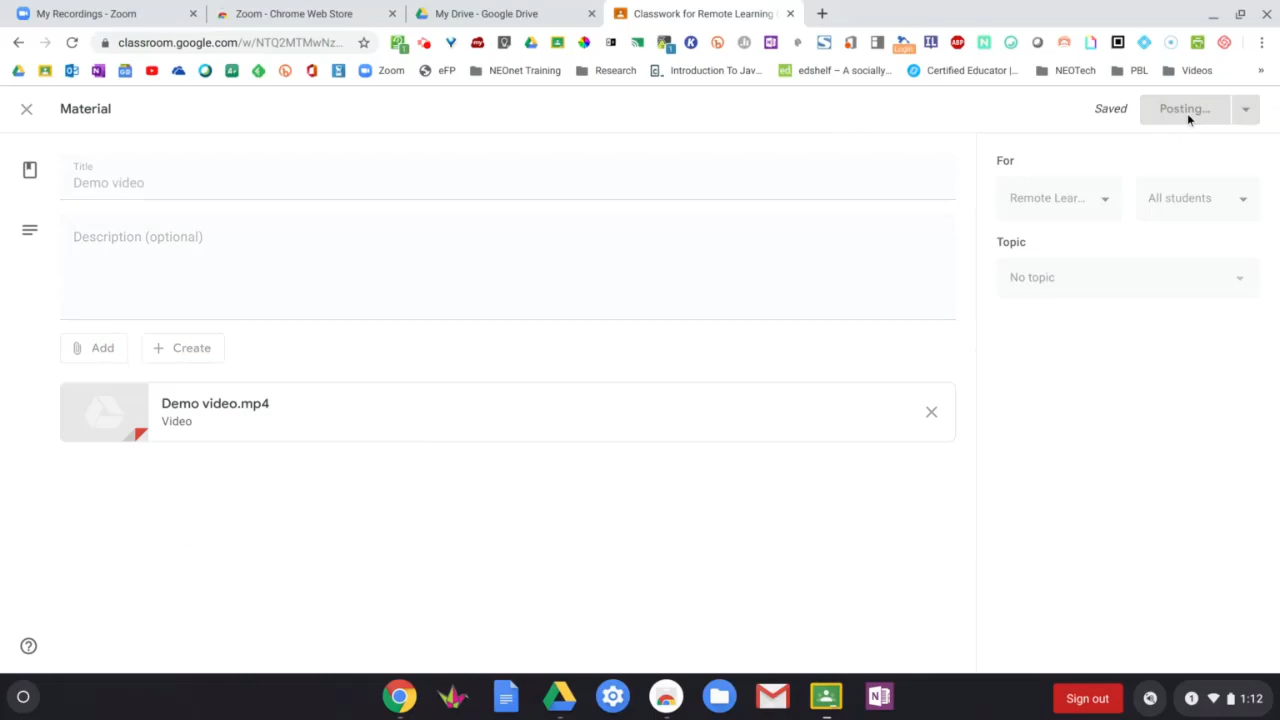 My Recordings - Zoom
Zoom - Chrome Web Store
My Drive - Google Drive
Classwork for Remote Learning
classroom.google.com/w/NTQ2MTMwNz...
Zoom
eFP
NEOnet Training
Research
Introduction To Jav...
edshelf – A socially...
Certified Educator |...
NEOTech
PBL
Videos
»
Material
Saved
Posting...
Title
Demo video
Description (optional)
Add
Create
Demo video.mp4
Video
For
Remote Lear...
All students
Topic
No topic
Sign out
1
1:12